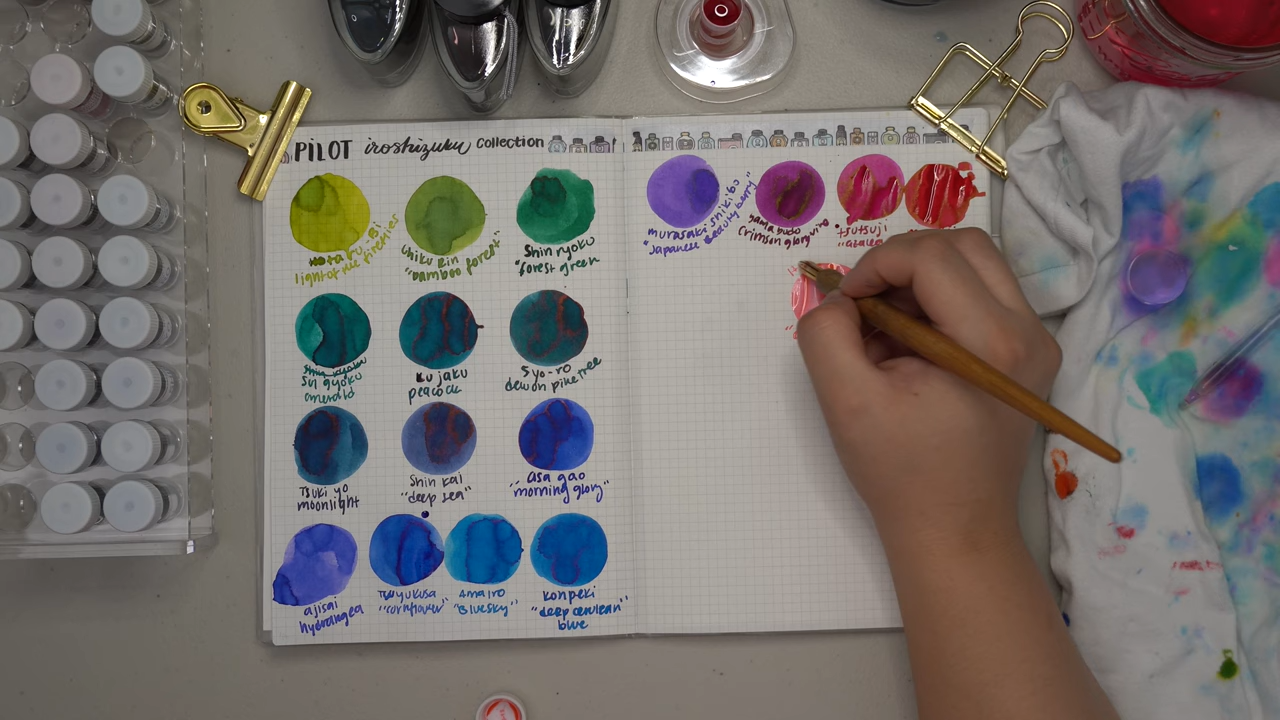 PILOT iroshizuku collection
hotaru Bi
light of the fireflies
chiku Rin
"bamboo forest"
Shin ryoku
"forest green"
Sui gyoku
emerald
ku jaku
peacock
Syo-ro
dew on pine tree
Tsuki yo
moonlight
Shin kai
"deep sea"
asa gao
"morning glory"
ajisai
hydrangea
Tsuyukusa
"cornflower"
Ama iro
"Blue sky"
konpeki
"deep cerulean
blue"
murasaki shikibu
"Japanese Beauty berry"
yama budo
crimson glory
tsutsuji
"azalea